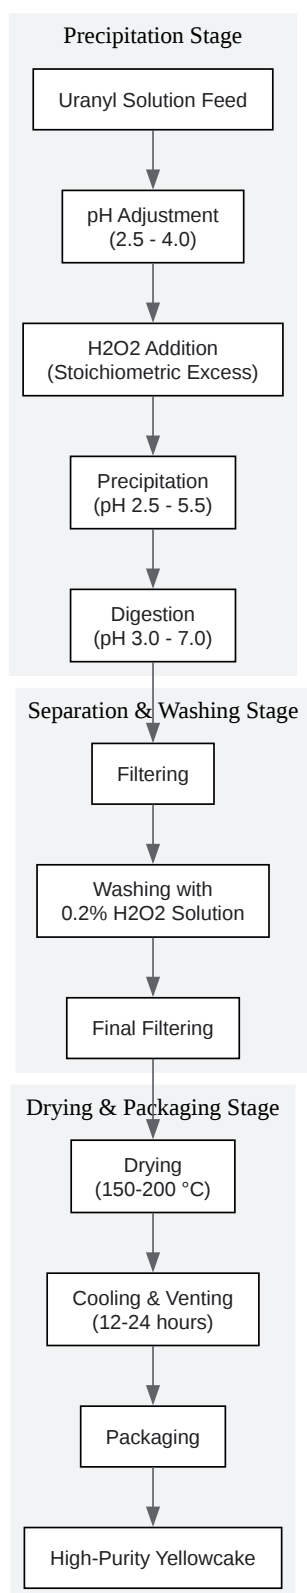 Precipitation Stage
Uranyl Solution Feed
pH Adjustment
(2.5 - 4.0)
H2O2 Addition
(Stoichiometric Excess)
Precipitation
(pH 2.5 - 5.5)
Digestion
(pH 3.0 - 7.0)
Separation & Washing Stage
Filtering
Washing with
0.2% H2O2 Solution
Final Filtering
Drying & Packaging Stage
Drying
(150-200 °C)
Cooling & Venting
(12-24 hours)
Packaging
High-Purity Yellowcake